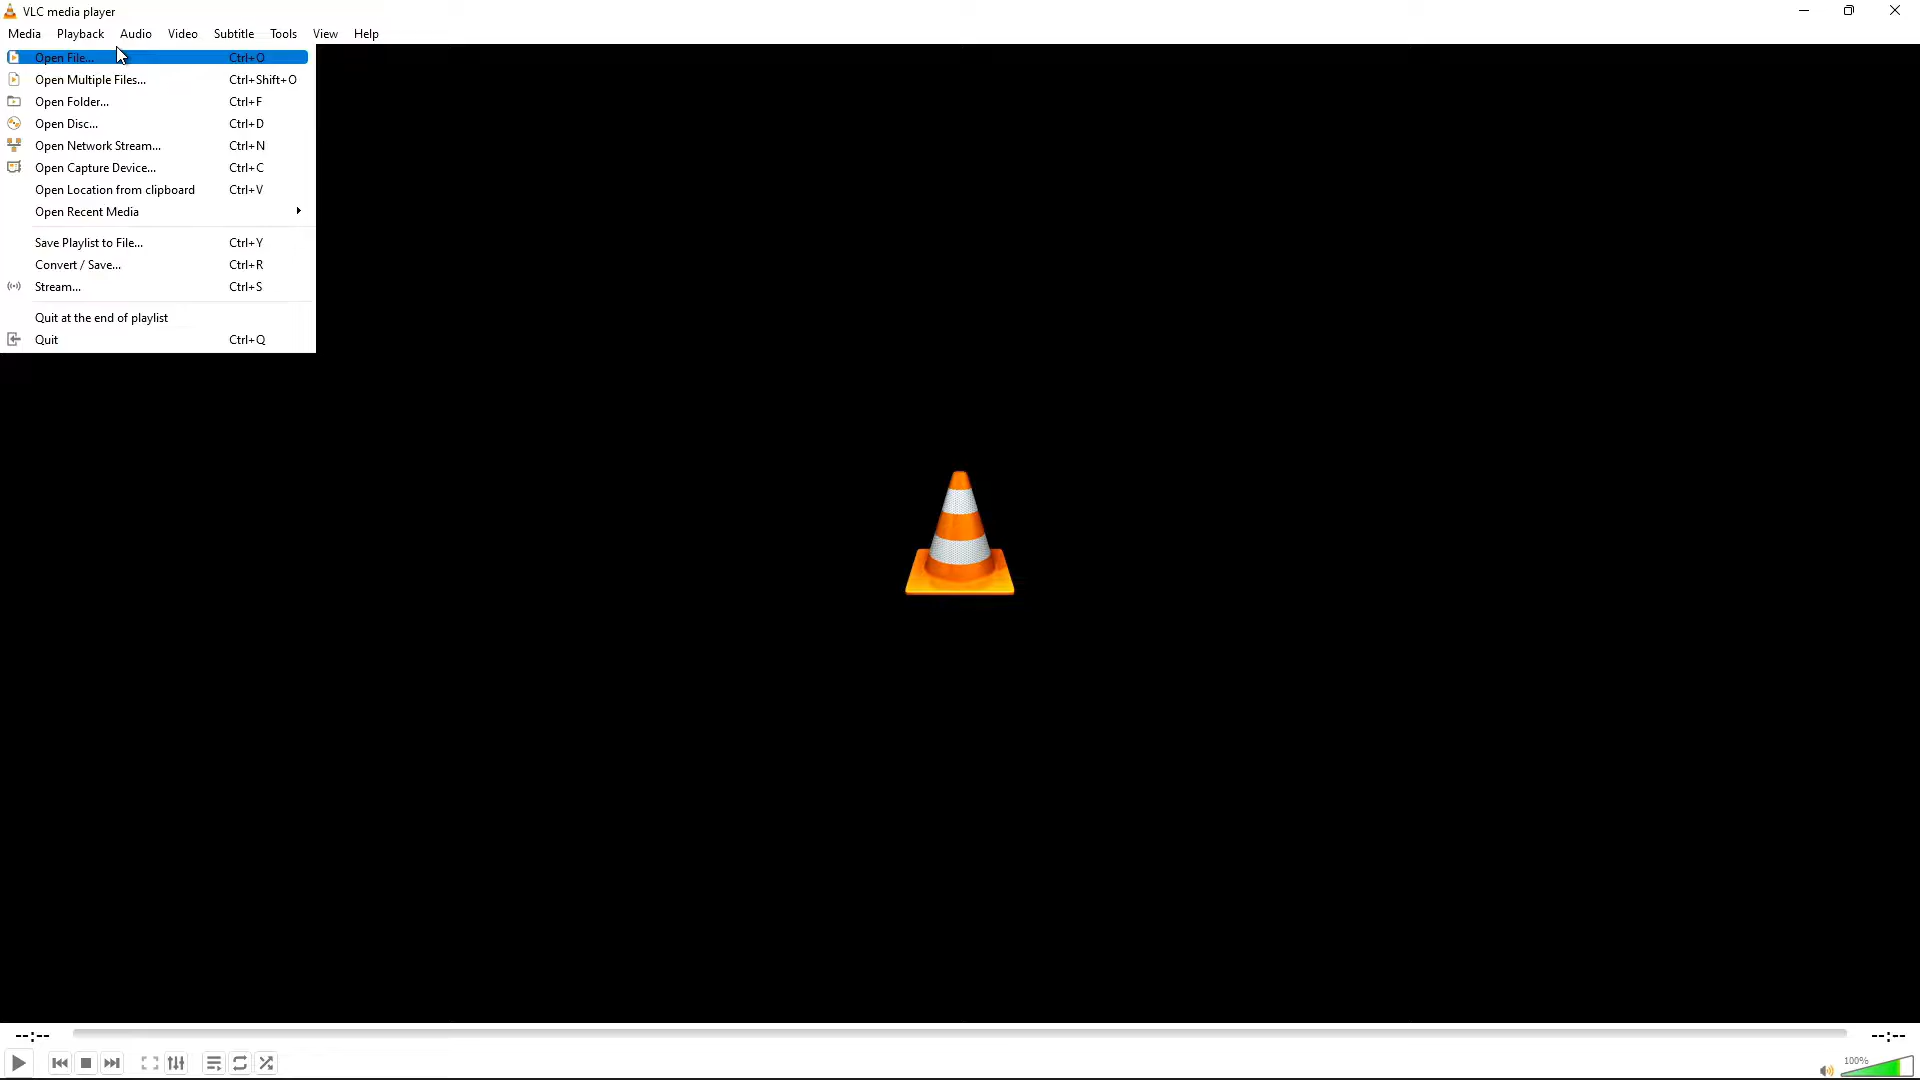 VLC media player
Media Playback Audio Video Subtitle Tools View Help
Open File... Ctrl+O
Open Multiple Files... Ctrl+Shift+O
Open Folder... Ctrl+F
Open Disc... Ctrl+D
Open Network Stream... Ctrl+N
Open Capture Device... Ctrl+C
Open Location from clipboard Ctrl+V
Open Recent Media
Save Playlist to File... Ctrl+Y
Convert / Save... Ctrl+R
Stream... Ctrl+S
Quit at the end of playlist
Quit Ctrl+Q
--:-- --:--
100%